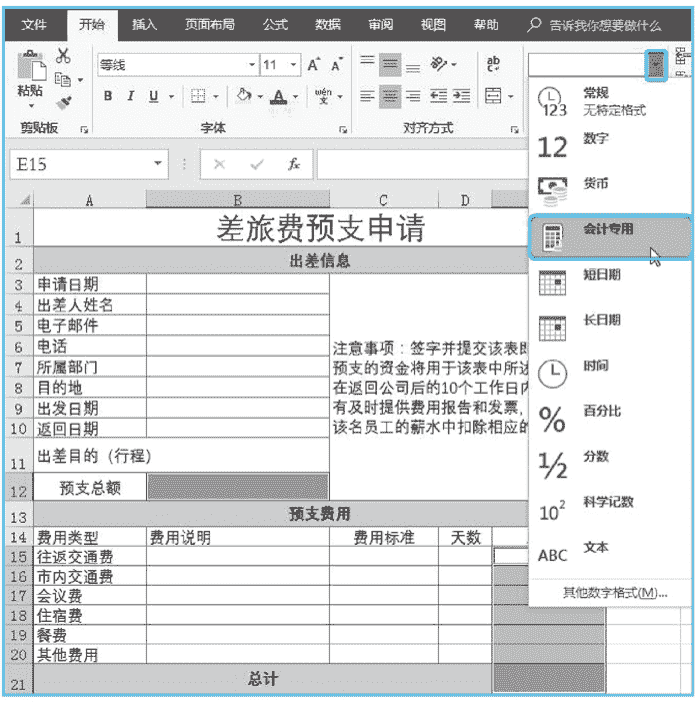 文件 开始 插入 页面布局 公式 数据 审阅 视图 帮助 告诉我你想要做什么
粘贴
等线 11 A A
B I U A wén 文
ab c
剪贴板 字体 对齐方式
E15 fx
常规
123 无特定格式
12 数字
货币
会计专用
短日期
长日期
时间
% 百分比
½ 分数
10² 科学记数
ABC 文本
其他数字格式(M)...
A B C D
1 差旅费预支申请
2 出差信息
3 申请日期
4 出差人姓名
5 电子邮件
6 电话
7 所属部门
8 目的地
9 出发日期
10 返回日期
注意事项：签字并提交该表即
预支的资金将用于该表中所述
在返回公司后的10个工作日内
有及时提供费用报告和发票，
该名员工的薪水中扣除相应的
11 出差目的（行程）
12 预支总额
13 预支费用
14 费用类型 费用说明 费用标准 天数
15 往返交通费
16 市内交通费
17 会议费
18 住宿费
19 餐费
20 其他费用
21 总计